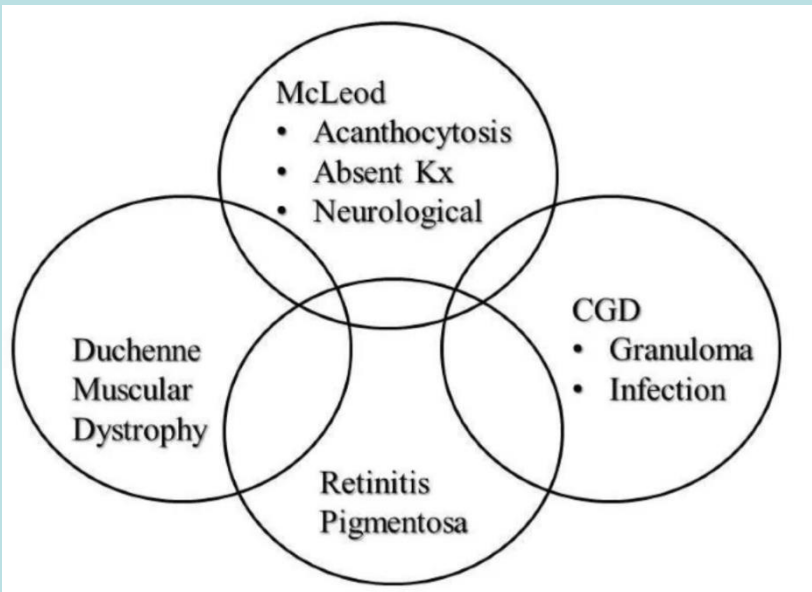 McLeod
• Acanthocytosis
• Absent Kx
• Neurological
CGD
• Granuloma
• Infection
Duchenne
Muscular
Dystrophy
Retinitis
Pigmentosa